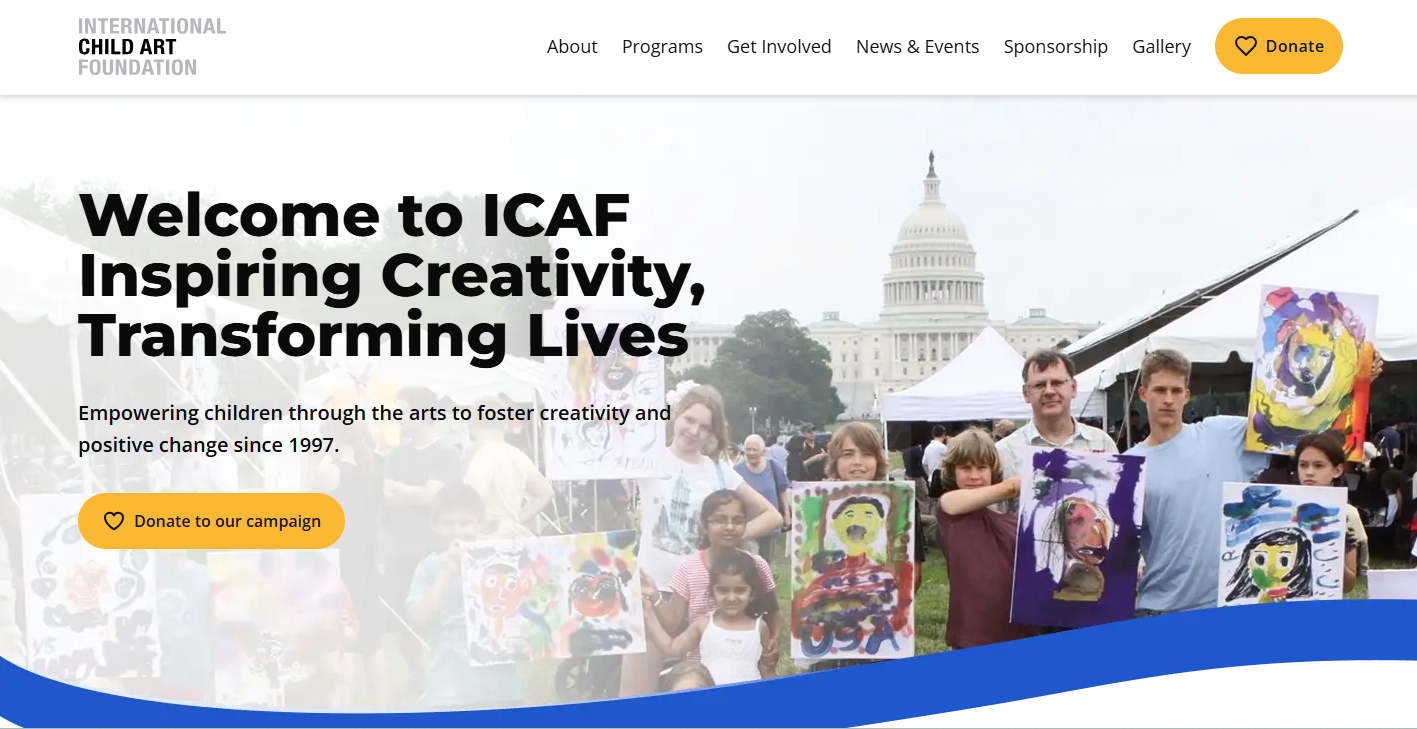 INTERNATIONAL
CHILD ART
FOUNDATION
About Programs Get Involved News & Events Sponsorship Gallery Donate
Welcome to ICAF
Inspiring Creativity,
Transforming Lives
Empowering children through the arts to foster creativity and
positive change since 1997.
Donate to our campaign
USA